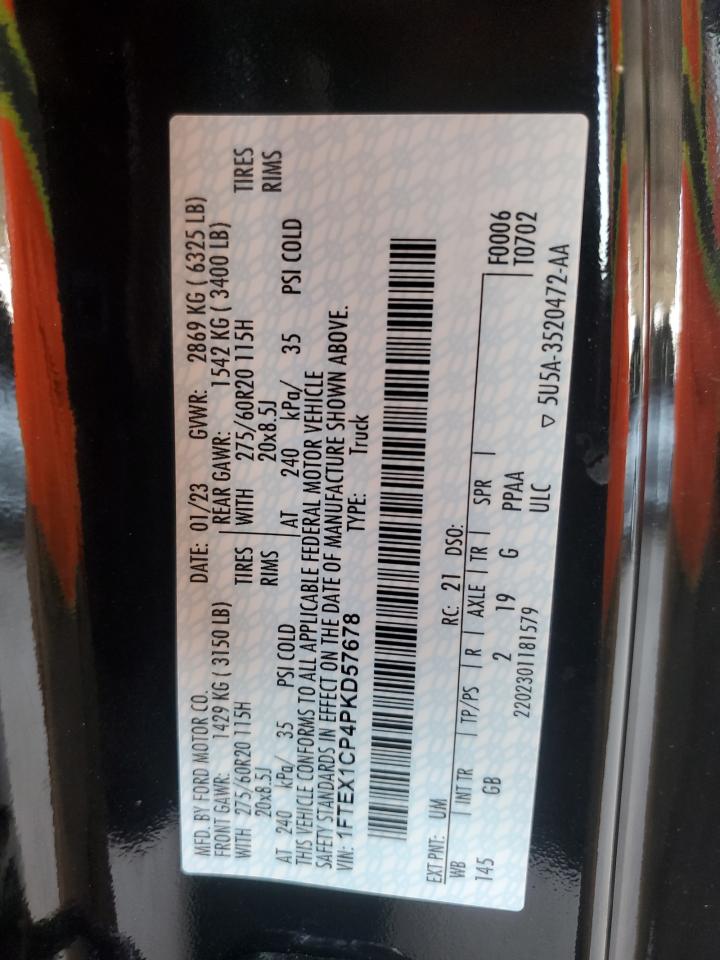 MFD. BY FORD MOTOR CO. DATE: 01/23 GVWR: 2869 KG ( 6325 LB)
FRONT GAWR: 1429 KG ( 3150 LB) REAR GAWR: 1542 KG ( 3400 LB)
WITH 275/60R20 115H TIRES WITH 275/60R20 115H TIRES
20x8.5J RIMS 20x8.5J RIMS
AT 240 kPa/ 35 PSI COLD AT 240 kPa/ 35 PSI COLD
THIS VEHICLE CONFORMS TO ALL APPLICABLE FEDERAL MOTOR VEHICLE
SAFETY STANDARDS IN EFFECT ON THE DATE OF MANUFACTURE SHOWN ABOVE.
VIN: 1FTEX1CP4PKD57678 TYPE: Truck
EXT PNT: UM RC: 21 DSO:
WB INT TR TP/PS R AXLE TR SPR F0006
145 GB 2 19 G PPAA T0702
2202301181579 ULC
▽ 5U5A-3520472-AA